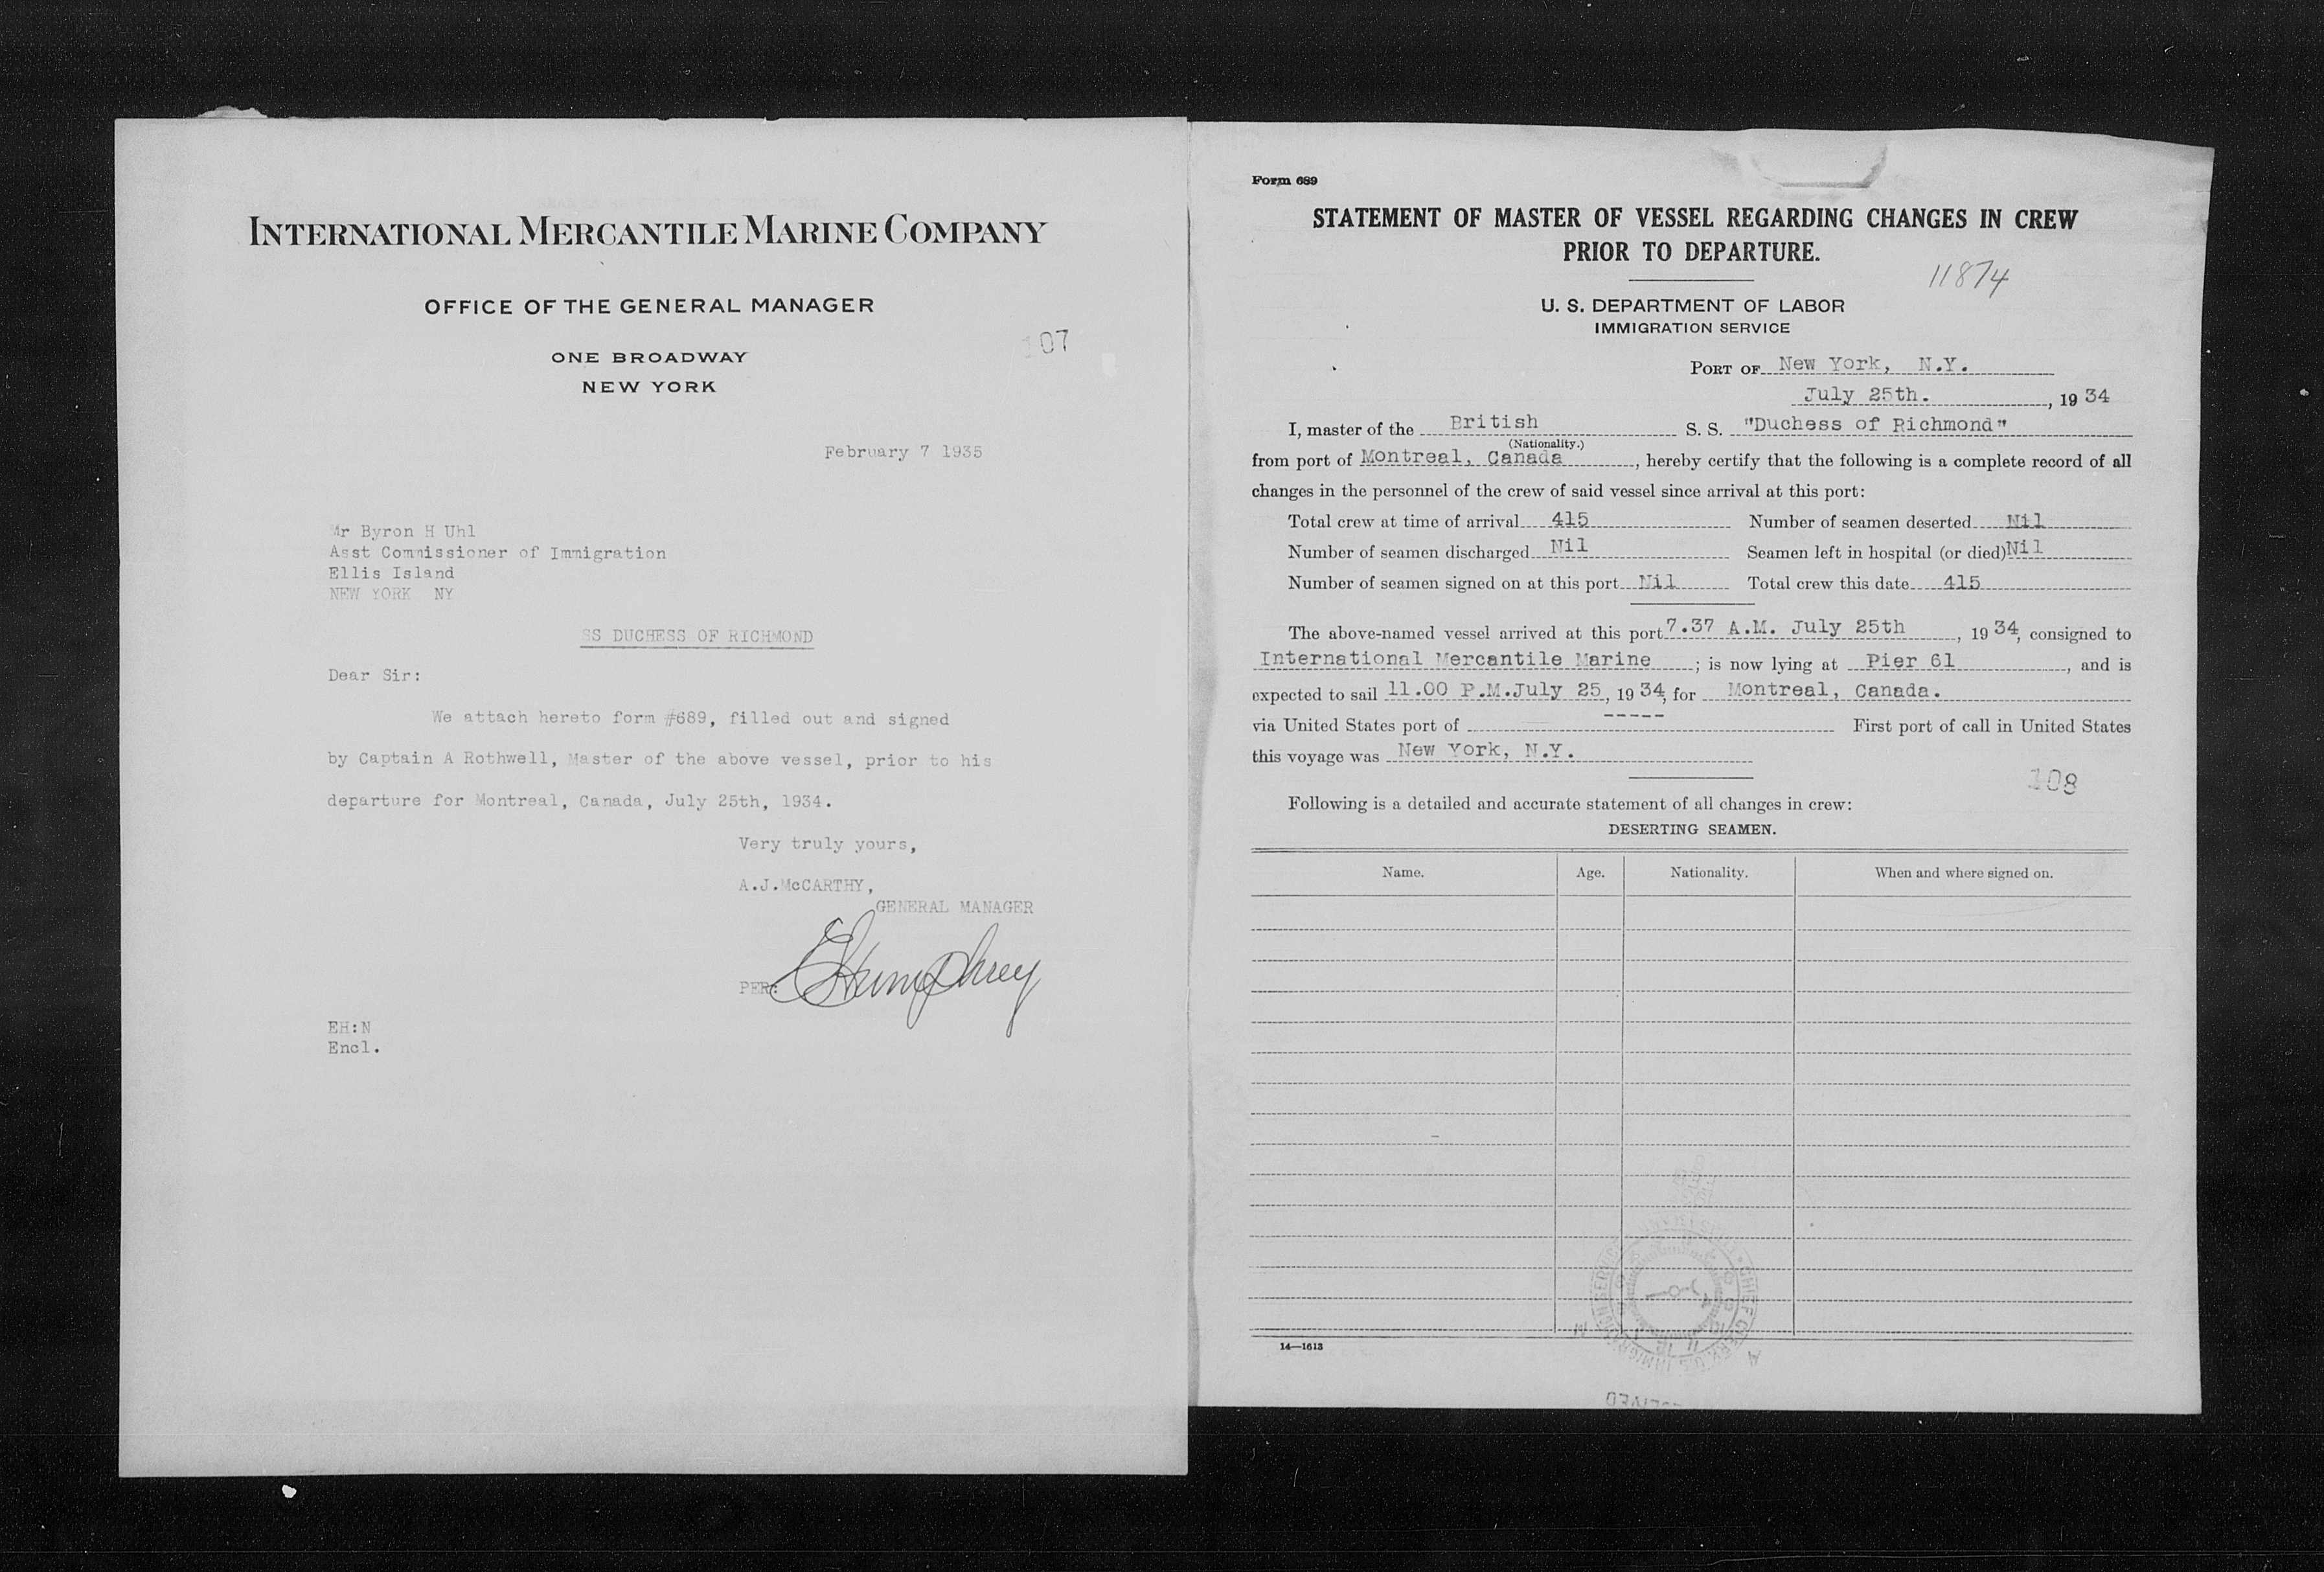 INTERNATIONAL MERCANTILE MARINE COMPANY
OFFICE OF THE GENERAL MANAGER
107
ONE BROADWAY
NEW YORK
February 7 1935
Mr Byron H Uhl
Asst Commissioner of Immigration
Ellis Island
NEW YORK NY
SS DUCHESS OF RICHMOND
Dear Sir:
We attach hereto form #689, filled out and signed
by Captain A Rothwell, Master of the above vessel, prior to his
departure for Montreal, Canada, July 25th, 1934.
Very truly yours,
A.J.McCARTHY,
GENERAL MANAGER
PER: EHumphrey
EH:N
Encl.
Form 689
STATEMENT OF MASTER OF VESSEL REGARDING CHANGES IN CREW
PRIOR TO DEPARTURE.
11874
U. S. DEPARTMENT OF LABOR
IMMIGRATION SERVICE
PORT OF New York, N.Y.
July 25th. , 19 34
I, master of the British S. S. "Duchess of Richmond"
(Nationality.)
from port of Montreal, Canada , hereby certify that the following is a complete record of all
changes in the personnel of the crew of said vessel since arrival at this port:
Total crew at time of arrival 415 Number of seamen deserted Nil
Number of seamen discharged Nil Seamen left in hospital (or died) Nil
Number of seamen signed on at this port Nil Total crew this date 415
The above-named vessel arrived at this port 7.37 A.M. July 25th , 19 34, consigned to
International Mercantile Marine ; is now lying at Pier 61 , and is
expected to sail 11.00 P.M.July 25, 19 34, for Montreal, Canada.
via United States port of ----- First port of call in United States
this voyage was New York, N.Y.
108
Following is a detailed and accurate statement of all changes in crew:
DESERTING SEAMEN.
Name. Age. Nationality. When and where signed on.
14—1613